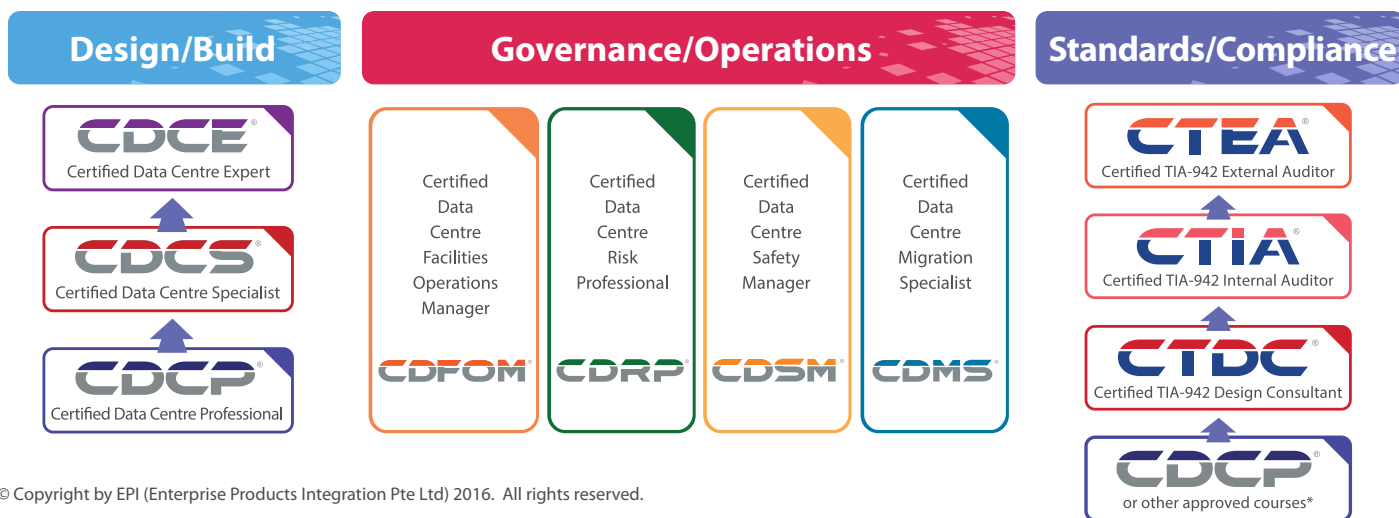 Design/Build
CDCE®
Certified Data Centre Expert
CDCS®
Certified Data Centre Specialist
CDCP®
Certified Data Centre Professional
Governance/Operations
Certified
Data
Centre
Facilities
Operations
Manager
CDFOM®
Certified
Data
Centre
Risk
Professional
CDRP®
Certified
Data
Centre
Safety
Manager
CDSM®
Certified
Data
Centre
Migration
Specialist
CDMS®
Standards/Compliance
CTEA®
Certified TIA-942 External Auditor
CTIA®
Certified TIA-942 Internal Auditor
CTDC®
Certified TIA-942 Design Consultant
CDCP®
or other approved courses*
© Copyright by EPI (Enterprise Products Integration Pte Ltd) 2016. All rights reserved.